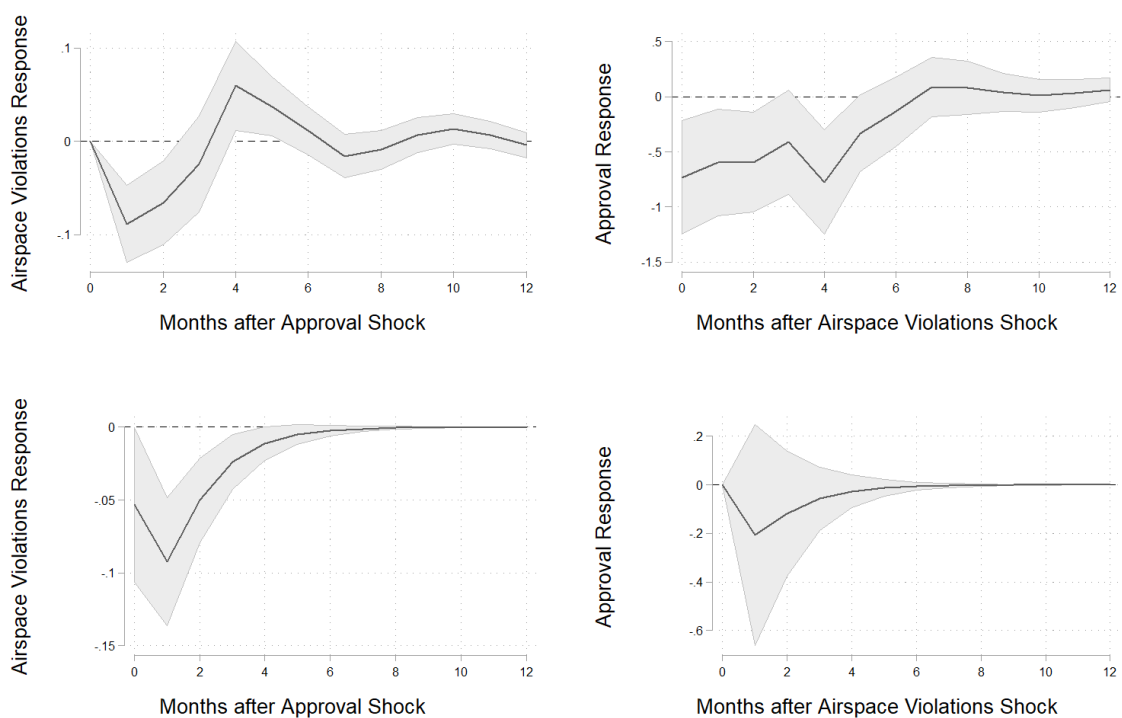 Airspace Violations Response
.1
0
-.1
0 2 4 6 8 10 12
Months after Approval Shock
Approval Response
.5
0
-.5
-1
-1.5
0 2 4 6 8 10 12
Months after Airspace Violations Shock
Airspace Violations Response
0
-.05
-.1
-.15
0 2 4 6 8 10 12
Months after Approval Shock
Approval Response
.2
0
-.2
-.4
-.6
0 2 4 6 8 10 12
Months after Airspace Violations Shock